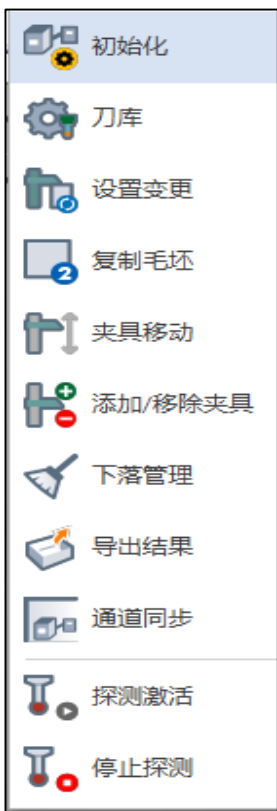 初始化
刀库
设置变更
2 复制毛坯
夹具移动
添加/移除夹具
下落管理
导出结果
通道同步
探测激活
停止探测